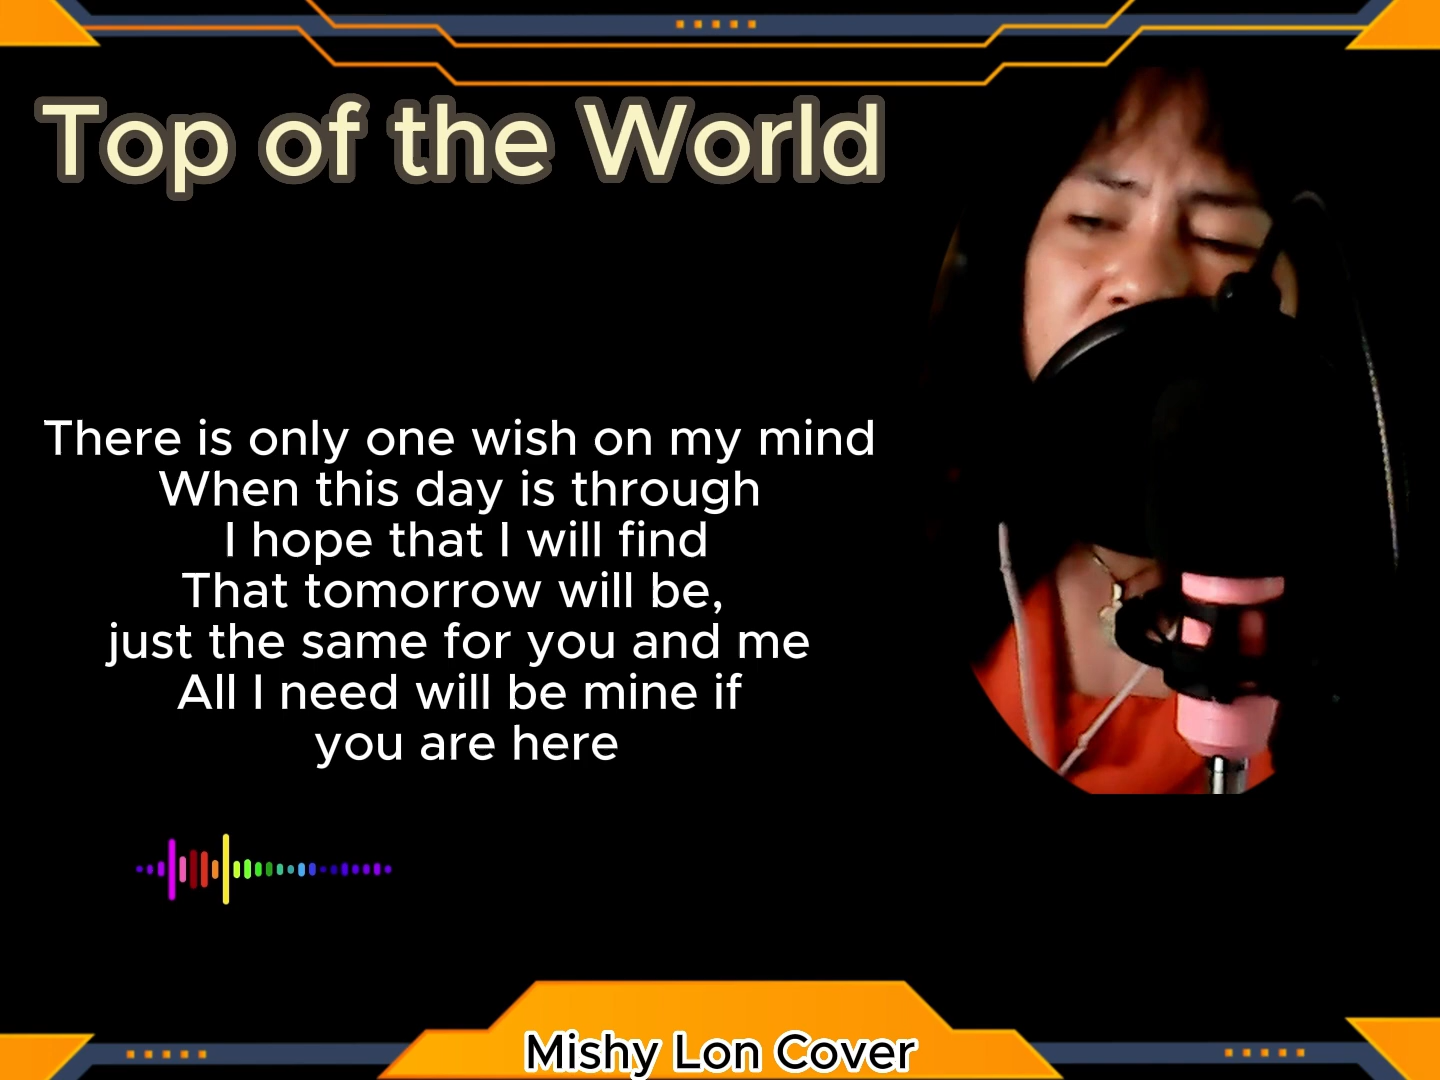 Top of the World
There is only one wish on my mind
When this day is through
I hope that I will find
That tomorrow will be,
just the same for you and me
All I need will be mine if
you are here
Mishy Lon Cover